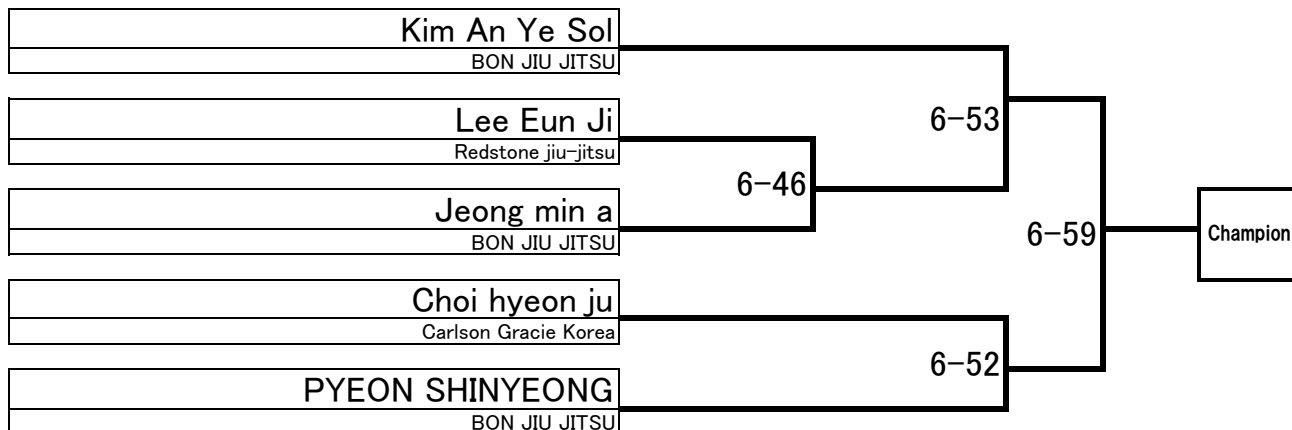 Kim An Ye Sol
BON JIU JITSU
6-53
Lee Eun Ji
Redstone jiu-jitsu
6-46
Jeong min a
BON JIU JITSU
6-59
Champion
Choi hyeon ju
Carlson Gracie Korea
6-52
PYEON SHINYEONG
BON JIU JITSU